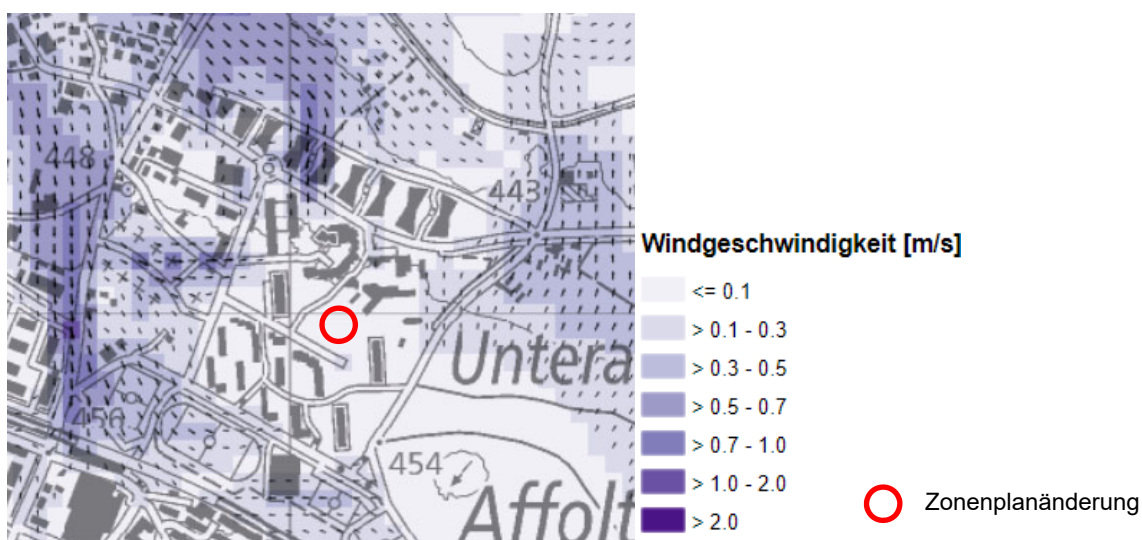 448
443
Windgeschwindigkeit [m/s]
<= 0.1
> 0.1 - 0.3
> 0.3 - 0.5
> 0.5 - 0.7
> 0.7 - 1.0
> 1.0 - 2.0
> 2.0
Zonenplanänderung
Untera
456
454
Affolt